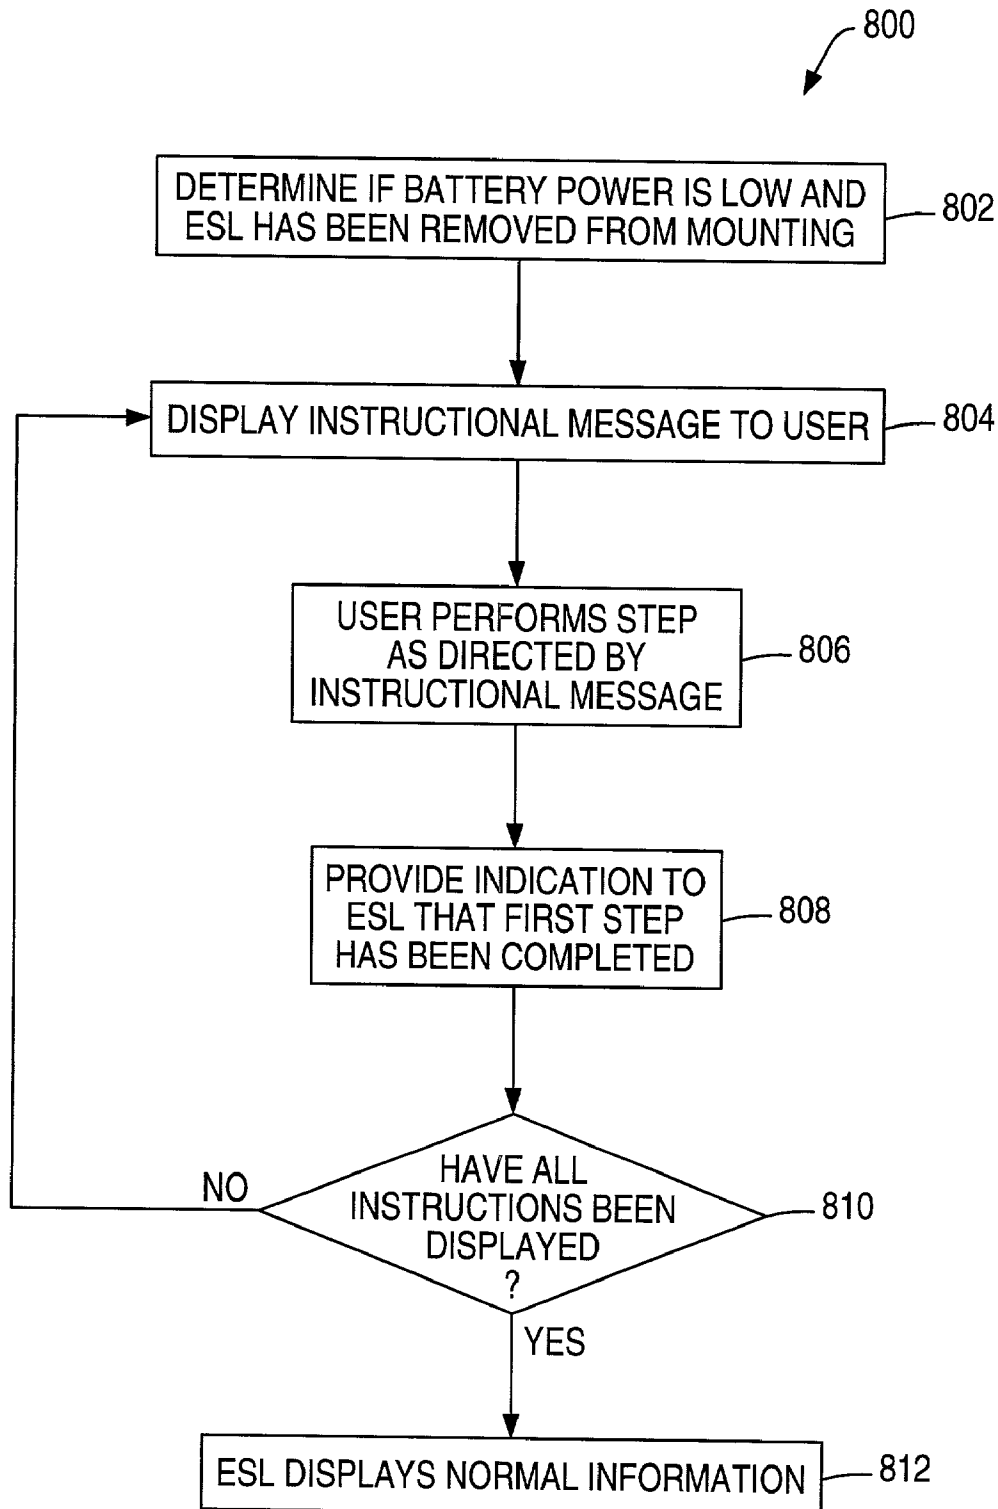 800
DETERMINE IF BATTERY POWER IS LOW AND
ESL HAS BEEN REMOVED FROM MOUNTING
802
DISPLAY INSTRUCTIONAL MESSAGE TO USER
804
USER PERFORMS STEP
AS DIRECTED BY
INSTRUCTIONAL MESSAGE
806
PROVIDE INDICATION TO
ESL THAT FIRST STEP
HAS BEEN COMPLETED
808
HAVE ALL
INSTRUCTIONS BEEN
DISPLAYED
?
810
NO
YES
ESL DISPLAYS NORMAL INFORMATION
812